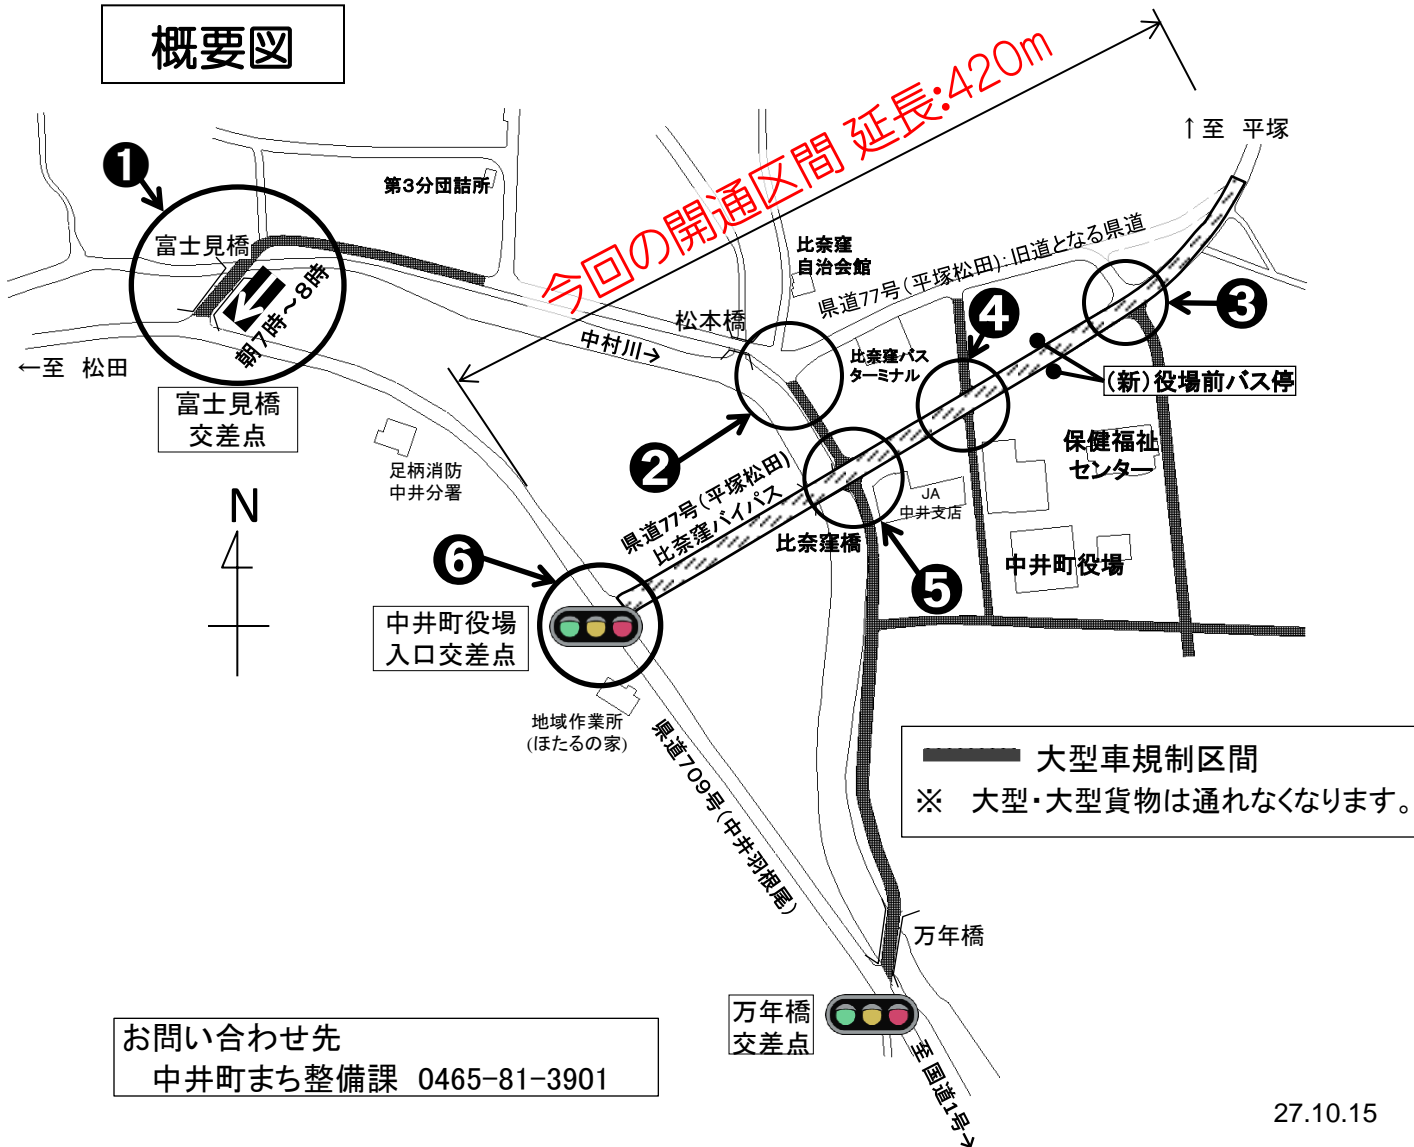 概要図
今回の開通区間 延長:420m
↑至 平塚
❶
第3分団詰所
富士見橋
朝7時~8時
比奈窪
自治会館
県道77号(平塚松田):旧道となる県道
❸
❹
松本橋
中村川→
←至 松田
比奈窪バス
ターミナル
(新)役場前バス停
富士見橋
交差点
❷
保健福祉
センター
足柄消防
中井分署
県道77号(平塚松田)
比奈窪バイパス
JA
中井支店
N
比奈窪橋
❻
❺
中井町役場
中井町役場
入口交差点
地域作業所
(ほたるの家)
県道709号(中井羽根尾)
大型車規制区間
※ 大型・大型貨物は通れなくなります。
万年橋
万年橋
交差点
至国道1号→
お問い合わせ先
中井町まち整備課 0465-81-3901
27.10.15